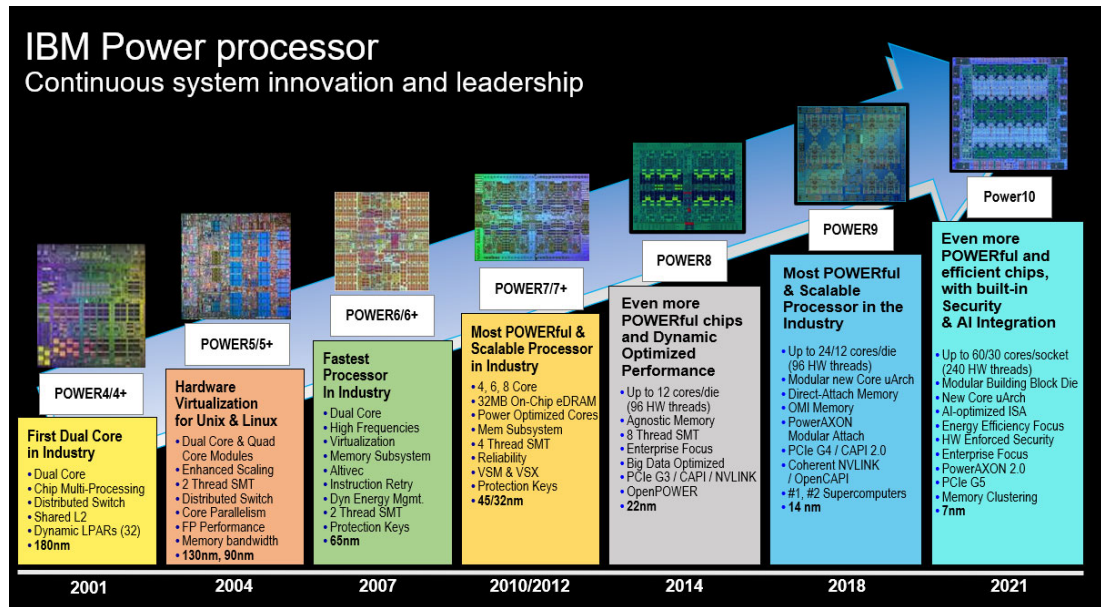 IBM Power processor
Continuous system innovation and leadership
POWER4/4+
First Dual Core
in Industry
• Dual Core
• Chip Multi-Processing
• Distributed Switch
• Shared L2
• Dynamic LPARs (32)
• 180nm
2001
POWER5/5+
Hardware
Virtualization
for Unix & Linux
• Dual Core & Quad
Core Modules
• Enhanced Scaling
• 2 Thread SMT
• Distributed Switch
• Core Parallelism
• FP Performance
• Memory bandwidth
• 130nm, 90nm
2004
POWER6/6+
Fastest
Processor
In Industry
• Dual Core
• High Frequencies
• Virtualization
• Memory Subsystem
• Altivec
• Instruction Retry
• Dyn Energy Mgmt.
• 2 Thread SMT
• Protection Keys
• 65nm
2007
POWER7/7+
Most POWERful &
Scalable Processor
in Industry
• 4, 6, 8 Core
• 32MB On-Chip eDRAM
• Power Optimized Cores
• Mem Subsystem
• 4 Thread SMT
• Reliability
• VSM & VSX
• Protection Keys
• 45/32nm
2010/2012
POWER8
Even more
POWERful chips
and Dynamic
Optimized
Performance
• Up to 12 cores/die
(96 HW threads)
• Agnostic Memory
• 8 Thread SMT
• Enterprise Focus
• Big Data Optimized
• PCIe G3 / CAPI / NVLINK
• OpenPOWER
• 22nm
2014
POWER9
Most POWERful
& Scalable
Processor in the
Industry
• Up to 24/12 cores/die
(96 HW threads)
• Modular new Core uArch
• Direct-Attach Memory
• OMI Memory
• PowerAXON
Modular Attach
• PCIe G4 / CAPI 2.0
• Coherent NVLINK
/ OpenCAPI
• #1, #2 Supercomputers
• 14 nm
2018
Power10
Even more
POWERful and
efficient chips,
with built-in
Security
& AI Integration
• Up to 60/30 cores/socket
(240 HW threads)
• Modular Building Block Die
• New Core uArch
• AI-optimized ISA
• Energy Efficiency Focus
• HW Enforced Security
• Enterprise Focus
• PowerAXON 2.0
• PCIe G5
• Memory Clustering
• 7nm
2021